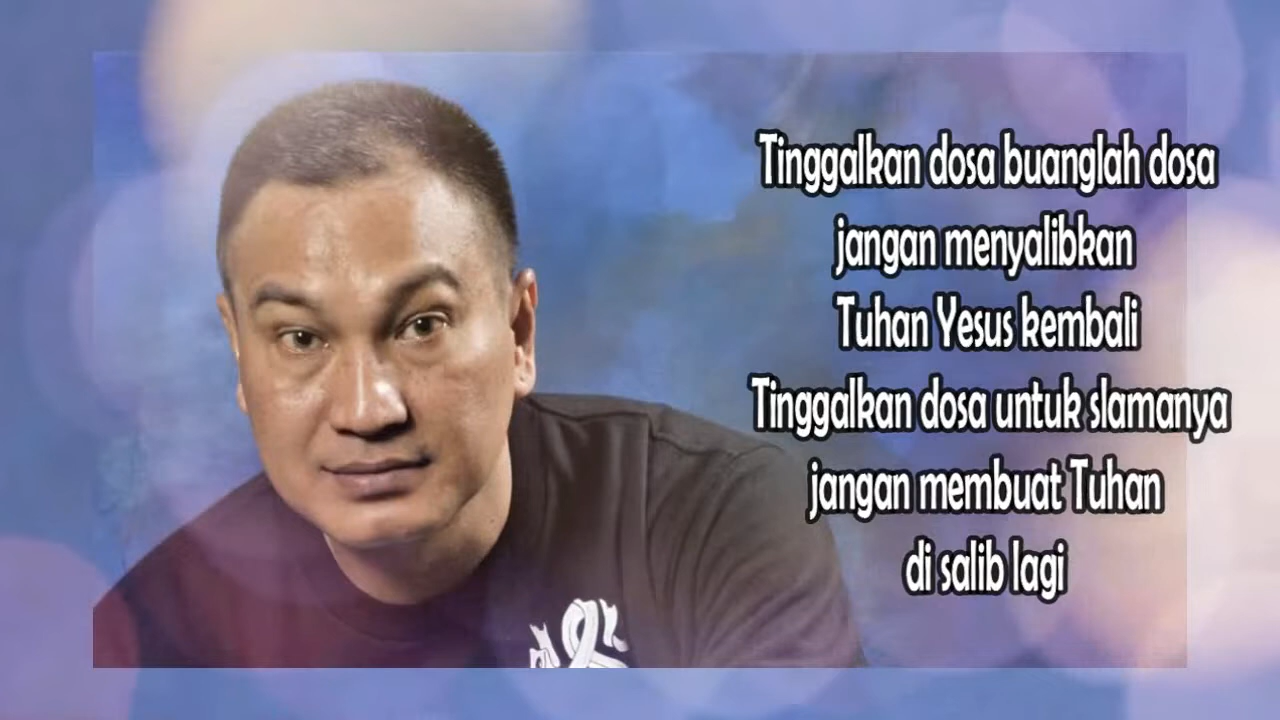 Tinggalkan dosa buanglah dosa
jangan menyalibkan
Tuhan Yesus kembali
Tinggalkan dosa untuk slamanya
jangan membuat Tuhan
di salib lagi